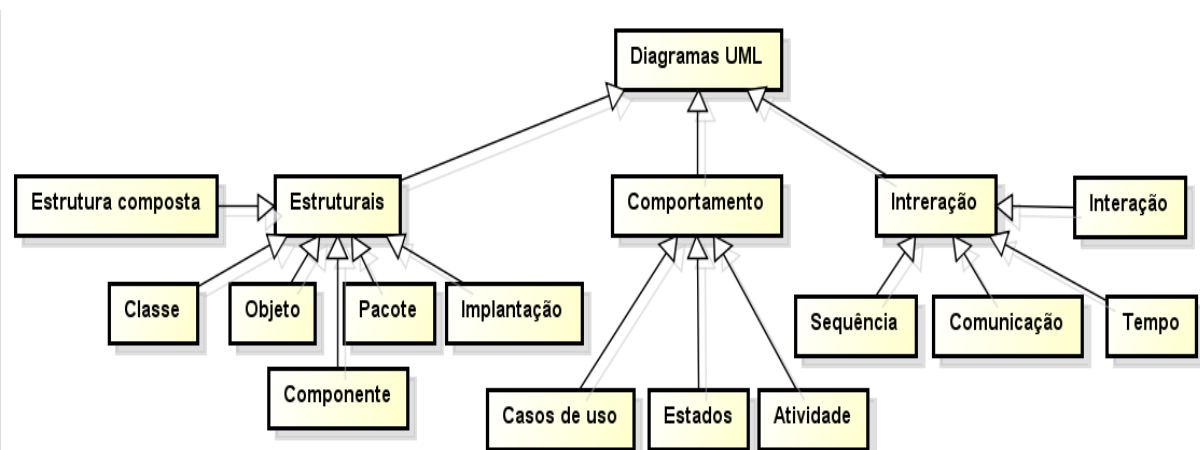 Diagramas UML
Estrutura composta
Estruturais
Comportamento
Intreração
Interação
Classe
Objeto
Pacote
Implantação
Sequência
Comunicação
Tempo
Componente
Casos de uso
Estados
Atividade